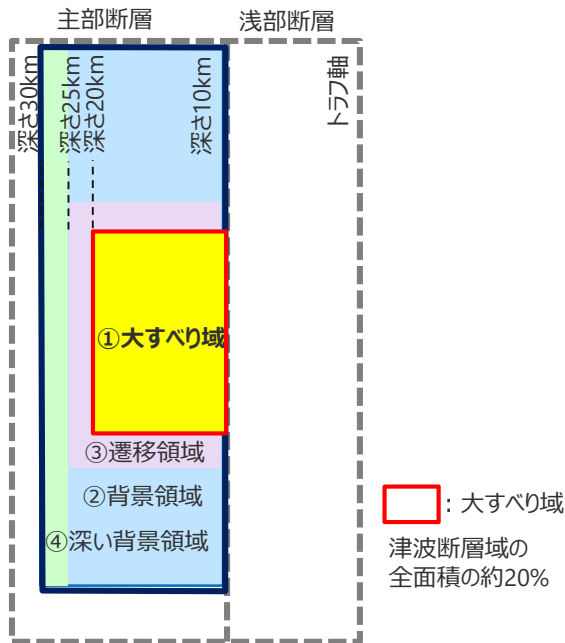 主部断層
浅部断層
深さ30km
深さ25km
深さ20km
深さ10km
トラフ軸
①大すべり域
③遷移領域
②背景領域
④深い背景領域
：大すべり域
津波断層域の
全面積の約20%